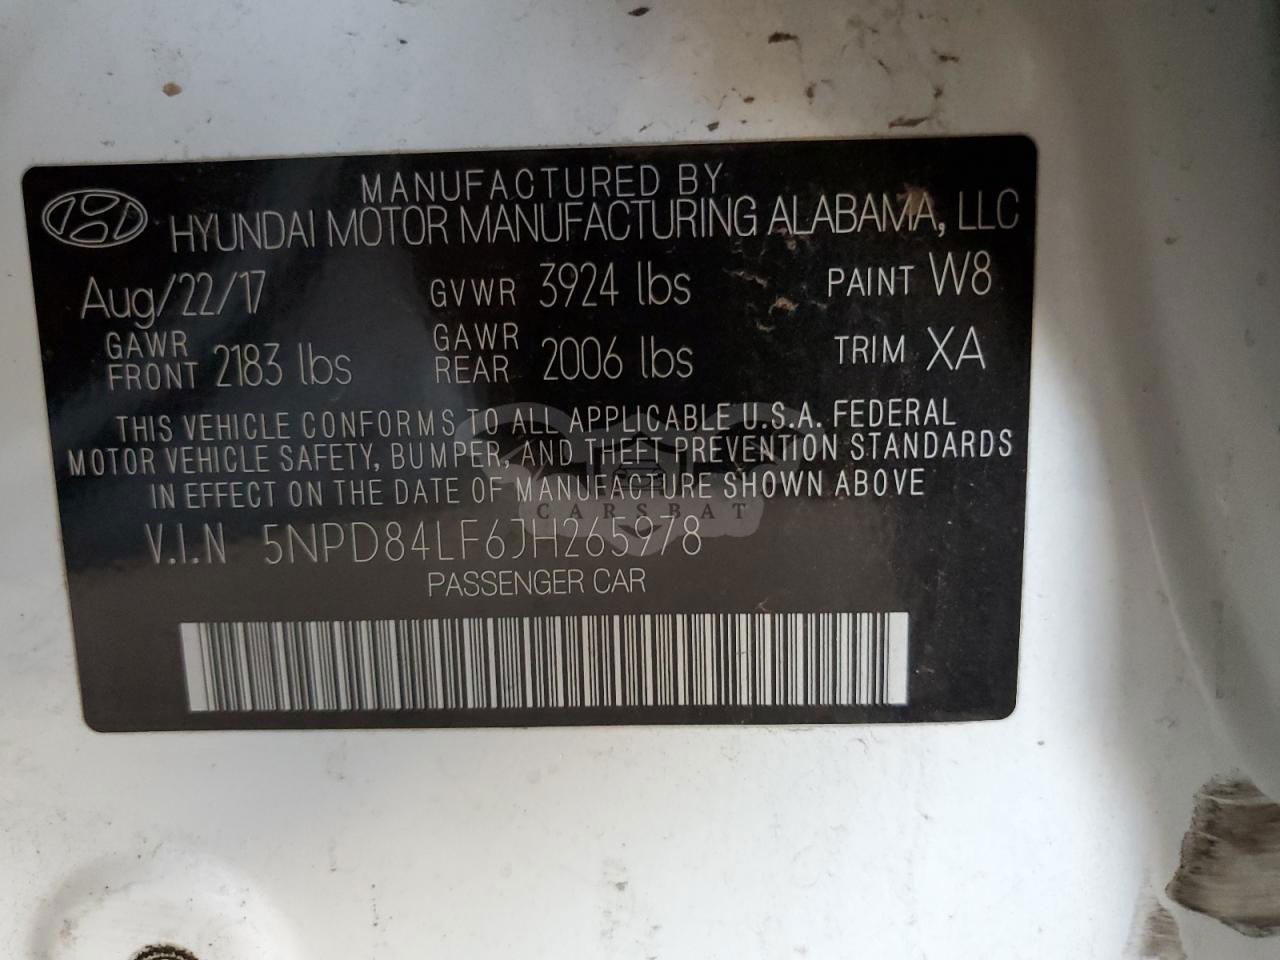 MANUFACTURED BY
HYUNDAI MOTOR MANUFACTURING ALABAMA, LLC
Aug/22/17 GVWR 3924 lbs PAINT W8
GAWR FRONT 2183 lbs GAWR REAR 2006 lbs TRIM XA
THIS VEHICLE CONFORMS TO ALL APPLICABLE U.S.A. FEDERAL
MOTOR VEHICLE SAFETY, BUMPER, AND THEFT PREVENTION STANDARDS
IN EFFECT ON THE DATE OF MANUFACTURE SHOWN ABOVE
CARSBAT
V.I.N 5NPD84LF6JH265978
PASSENGER CAR